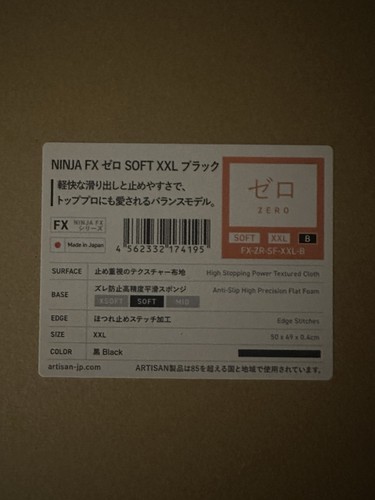 NINJA FX ゼロ SOFT XXL ブラック
軽快な滑り出しと止めやすさで、
トッププロにも愛されるバランスモデル。
ゼロ
ZERO
FX NINJA FX シリーズ
Made in Japan
4 562332 174195
SOFT XXL B
FX-ZR-SF-XXL-B
SURFACE 止め重視のテクスチャー布地 High Stopping Power Textured Cloth
BASE ズレ防止高精度平滑スポンジ Anti-Slip High Precision Flat Foam
XSOFT SOFT MID
EDGE ほつれ止めステッチ加工 Edge Stitches
SIZE XXL 50 x 49 x 0.4cm
COLOR 黒 Black
artisan-jp.com ARTISAN製品は85を超える国と地域で使用されています。